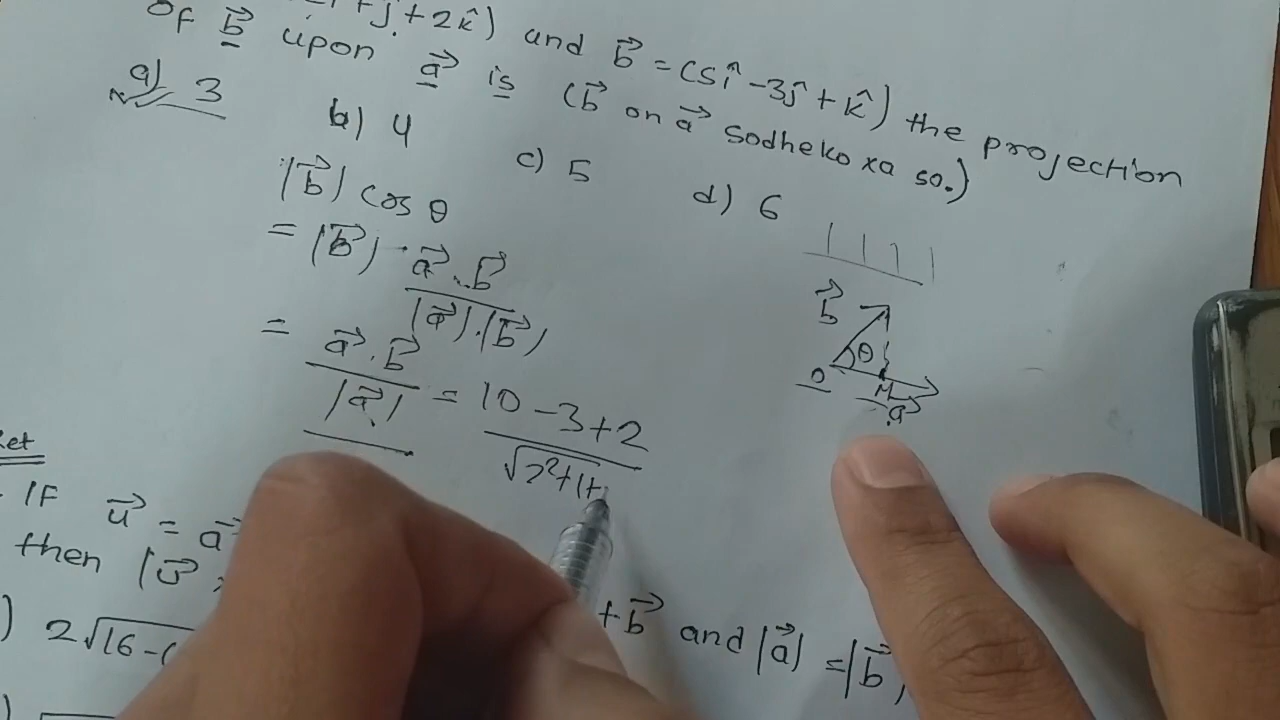 +ĵ + 2k̂) and b⃗ = (5î - 3ĵ + k̂) the projection
of b⃗ upon a⃗ is (b⃗ on a⃗ sodheko xa so.)
a) 3 b) 4 c) 5 d) 6
|b⃗| cos θ
= |b⃗| · a⃗.b⃗ / |a⃗|.|b⃗|
= a⃗.b⃗ / |a⃗| = 10 - 3 + 2 / √2²+1+
b⃗
θ
O M
a⃗
et
If u⃗ = a⃗ + b⃗ and |a⃗| = |b⃗
then |
) 2√16-(
)